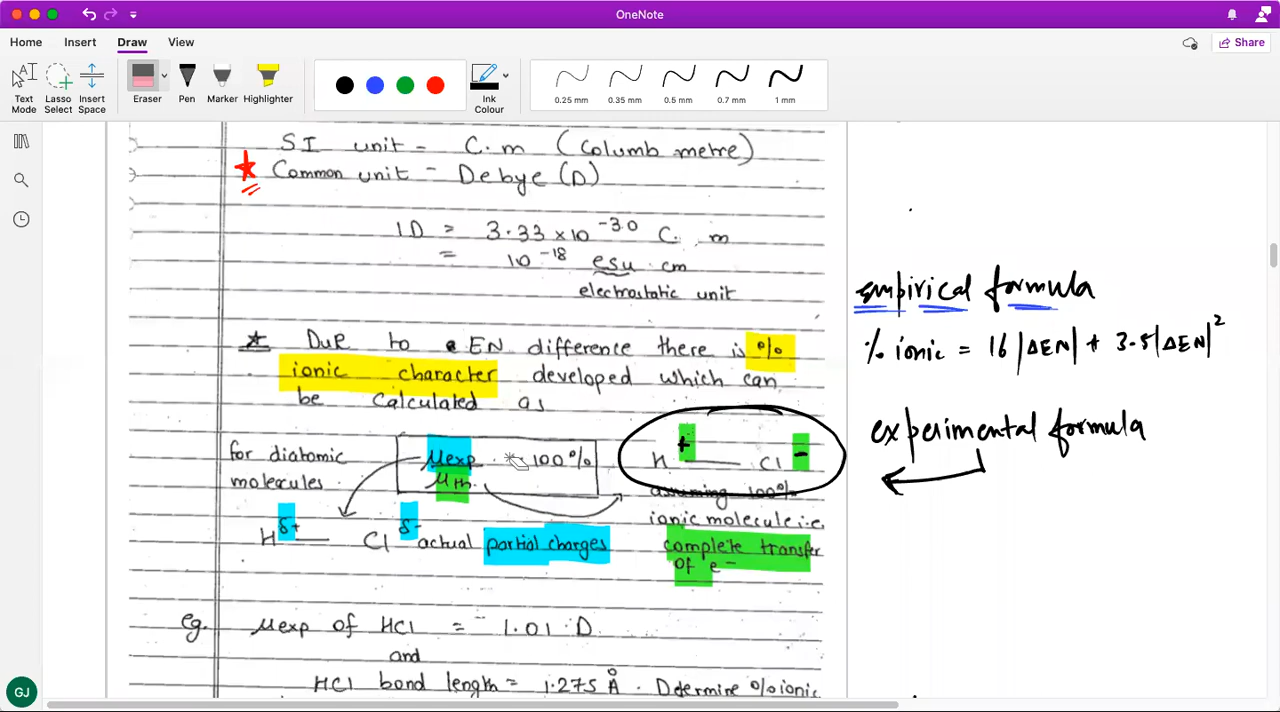 OneNote
Home Insert Draw View
Share
Text Mode
Lasso Select
Insert Space
Eraser
Pen
Marker
Highlighter
Ink Colour
0.25 mm
0.35 mm
0.5 mm
0.7 mm
1 mm
SI unit - C.m (Columb metre)
★ Common unit - Debye (D)
1D = 3.33 × 10⁻³⁰ C. m
= 10⁻¹⁸ esu cm
electrostatic unit
★ Due to EN difference there is %
ionic character developed which can
be calculated as
for diatomic
molecules
μexp × 100%
μth
H + — Cl -
assuming 100%
ionic molecule i.e.
complete transfer
of e⁻
H δ+ — Cl δ- actual partial charges
eg. μexp of HCl = 1.01 D
and
HCl bond length = 1.275 Å. Determine % ionic
empirical formula
% ionic = 16 |ΔEN| + 3.5|ΔEN|²
experimental formula
GJ